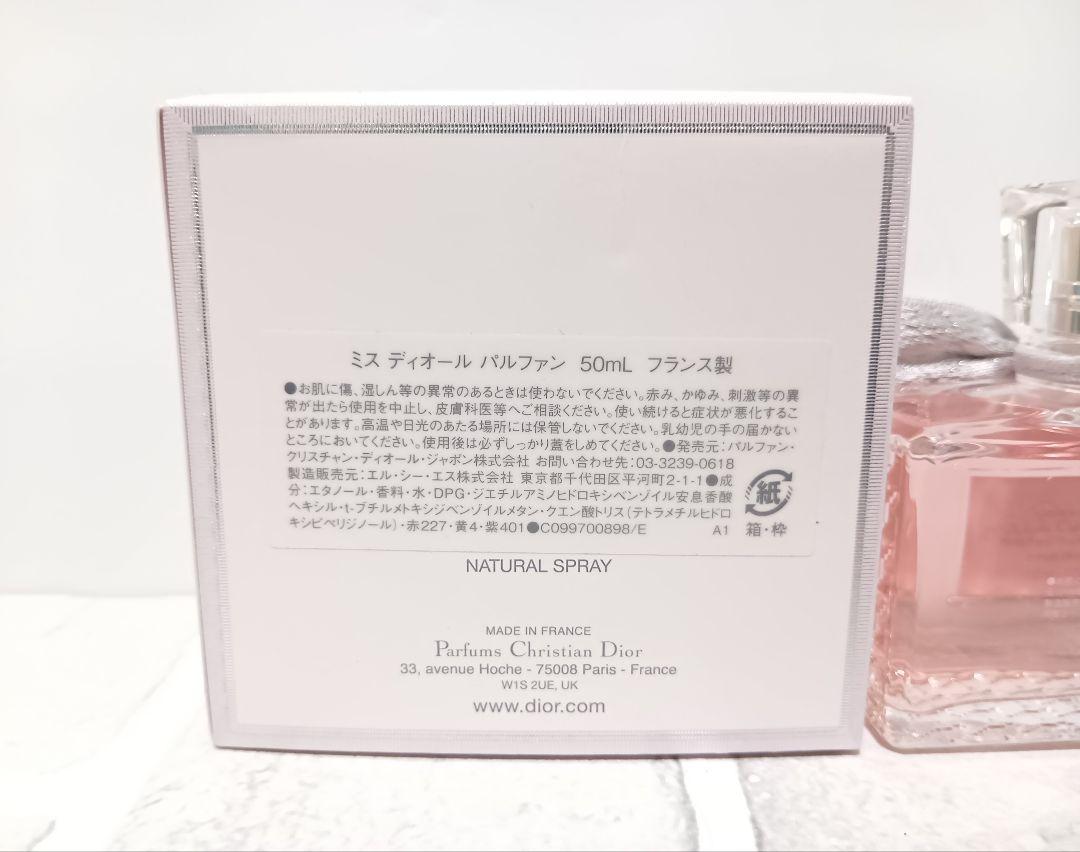 ミス ディオール パルファン 50mL フランス製
●お肌に傷、湿しん等の異常のあるときは使わないでください。赤み、かゆみ、刺激等の異
常が出たら使用を中止し、皮膚科医等へご相談ください。使い続けると症状が悪化するこ
とがあります。高温や日光のあたる場所には保管しないでください。乳幼児の手の届かない
ところにおいてください。使用後は必ずしっかり蓋をしめてください。●発売元：パルファン・
クリスチャン・ディオール・ジャポン株式会社 お問い合わせ先：03-3239-0618
製造販売元：エル・シー・エス株式会社 東京都千代田区平河町2-1-1●成
分：エタノール・香料・水・DPG・ジエチルアミノヒドロキシベンゾイル安息香酸
ヘキシル・t-ブチルメトキシジベンゾイルメタン・クエン酸トリス（テトラメチルヒドロ
キシピペリジノール）・赤227・黄4・紫401●C099700898/E A1
紙
箱・枠
NATURAL SPRAY
MADE IN FRANCE
Parfums Christian Dior
33, avenue Hoche - 75008 Paris - France
W1S 2UE, UK
www.dior.com